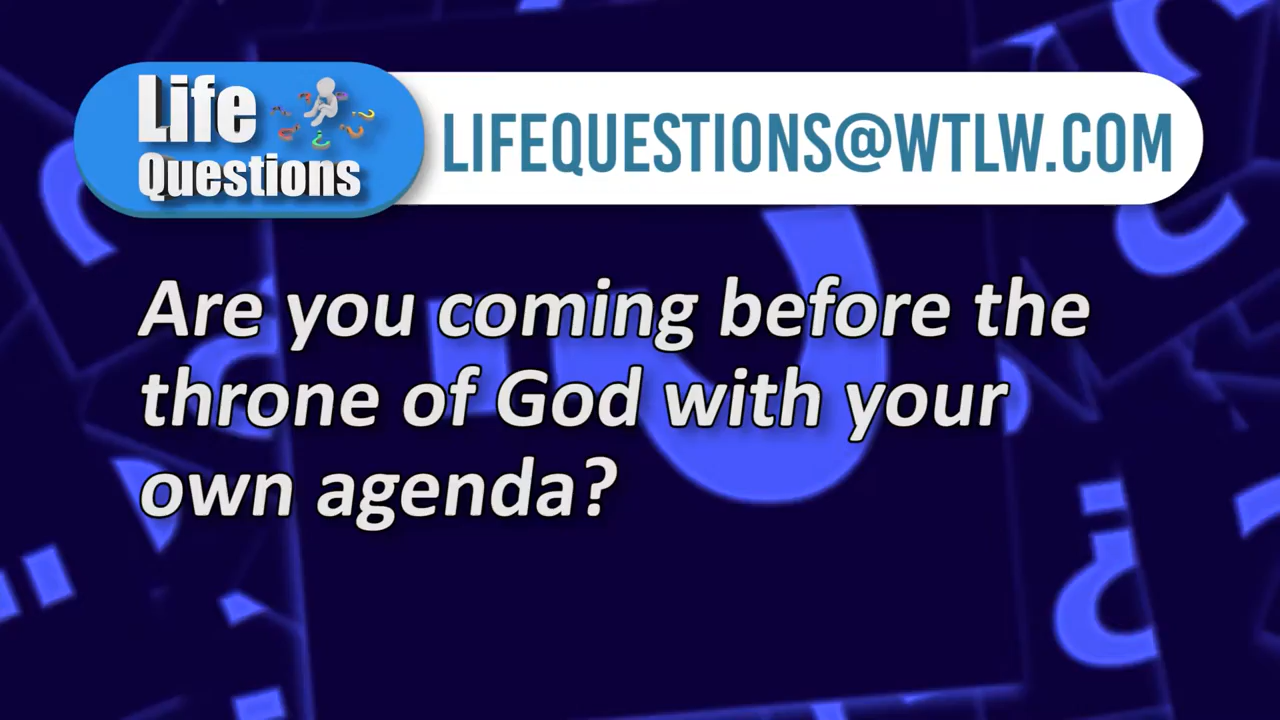 Life
Questions
LIFEQUESTIONS@WTLW.COM
Are you coming before the
throne of God with your
own agenda?